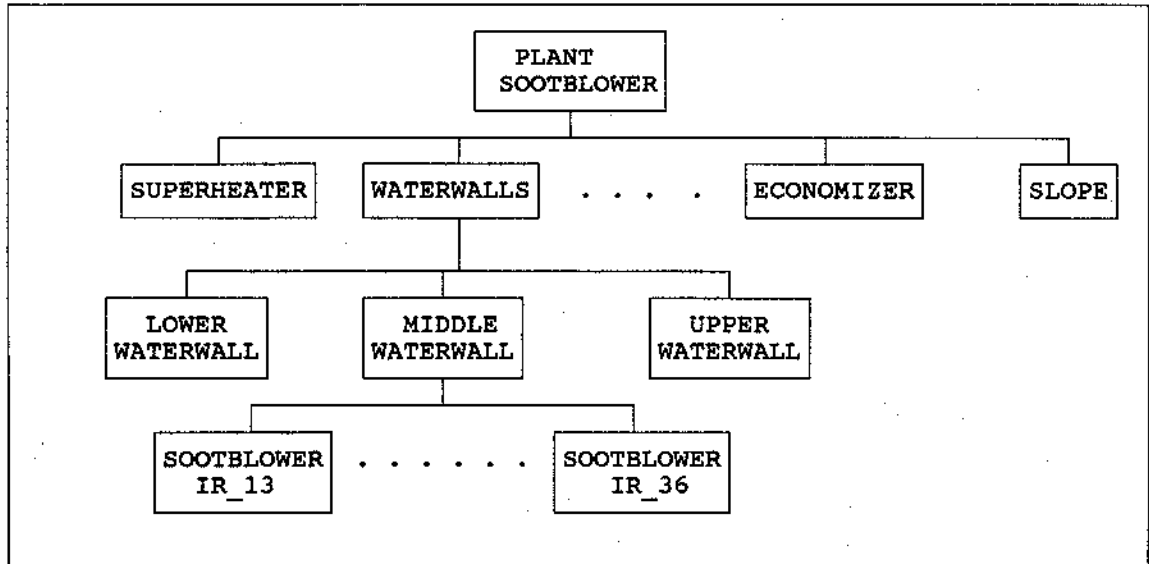 PLANT
SOOTBLOWER
SUPERHEATER
WATERWALLS
. . . .
ECONOMIZER
SLOPE
LOWER
WATERWALL
MIDDLE
WATERWALL
UPPER
WATERWALL
SOOTBLOWER
IR_13
. . . . . .
SOOTBLOWER
IR_36